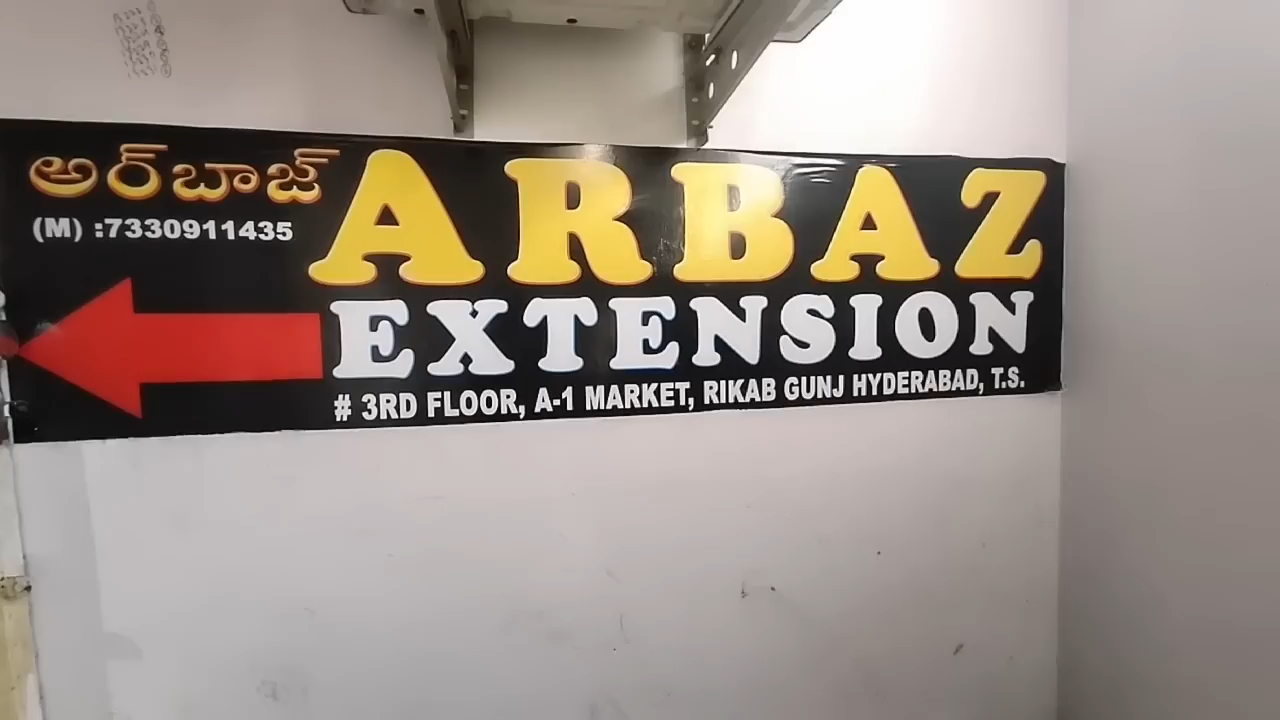 అర్‌బాజ్
(M) :7330911435
ARBAZ
EXTENSION
# 3RD FLOOR, A-1 MARKET, RIKAB GUNJ HYDERABAD, T.S.